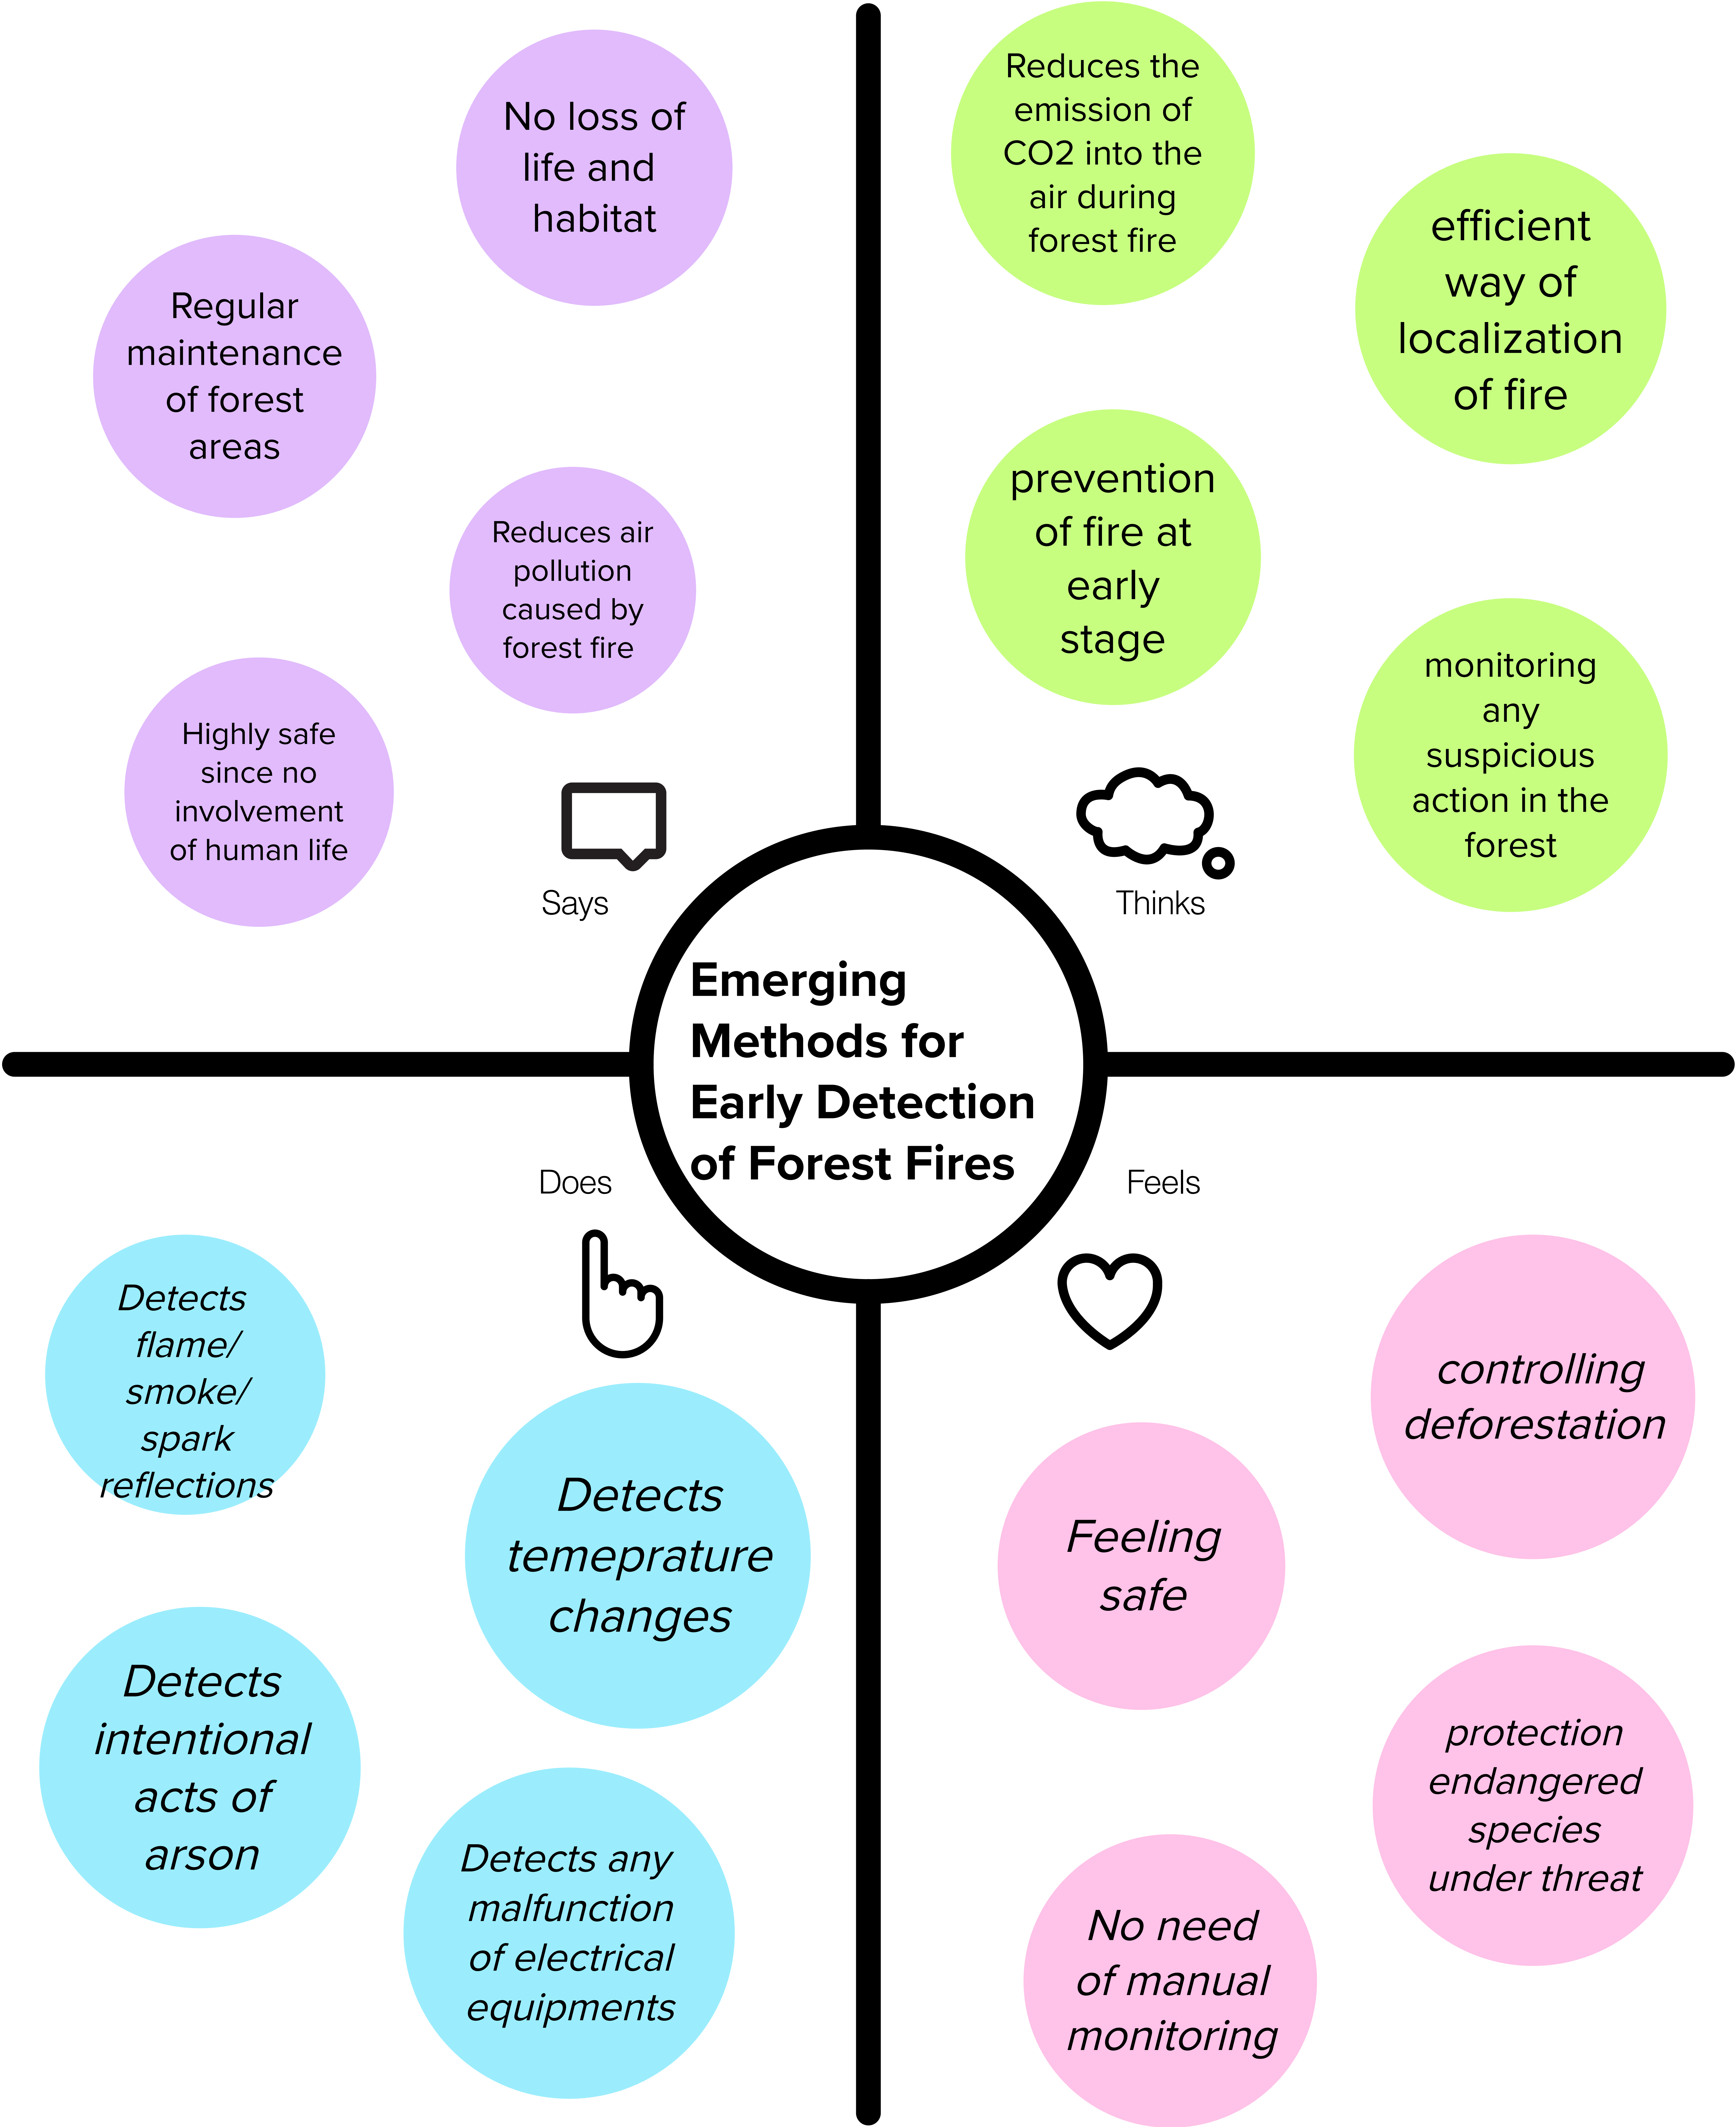 No loss of
life and
habitat
Regular
maintenance
of forest
areas
Reduces air
pollution
caused by
forest fire
Highly safe
since no
involvement
of human life
Says
Reduces the
emission of
CO2 into the
air during
forest fire
efficient
way of
localization
of fire
prevention
of fire at
early
stage
monitoring
any
suspicious
action in the
forest
Thinks
Emerging
Methods for
Early Detection
of Forest Fires
Does
Detects
flame/
smoke/
spark
reflections
Detects
temeprature
changes
Detects
intentional
acts of
arson
Detects any
malfunction
of electrical
equipments
Feels
controlling
deforestation
Feeling
safe
protection
endangered
species
under threat
No need
of manual
monitoring